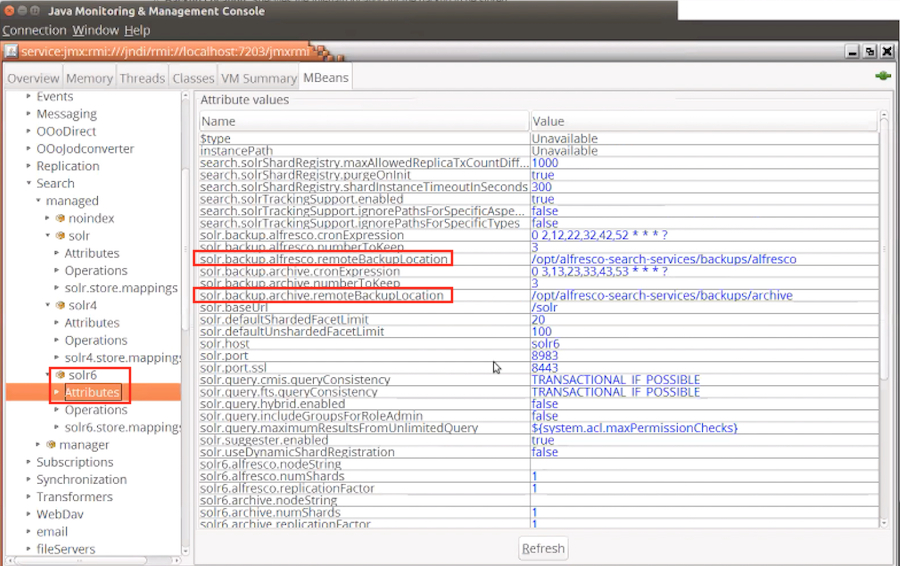 Java Monitoring & Management Console
Connection Window Help
service:jmx:rmi:///jndi/rmi://localhost:7203/jmxrmi
Overview Memory Threads Classes VM Summary MBeans
Events
Messaging
OOoDirect
OOoJodconverter
Replication
Search
managed
noindex
solr
Attributes
Operations
solr.store.mappings
solr4
Attributes
Operations
solr4.store.mappings
solr6
Attributes
Operations
solr6.store.mappings
manager
Subscriptions
Synchronization
Transformers
WebDav
email
fileServers
Attribute values
Name Value
$type Unavailable
instancePath Unavailable
search.solrShardRegistry.maxAllowedReplicaTxCountDiff... 1000
search.solrShardRegistry.purgeOnInit true
search.solrShardRegistry.shardInstanceTimeoutInSeconds 300
search.solrTrackingSupport.enabled true
search.solrTrackingSupport.ignorePathsForSpecificAspe... false
search.solrTrackingSupport.ignorePathsForSpecificTypes false
solr.backup.alfresco.cronExpression 0 2,12,22,32,42,52 * * * ?
solr.backup.alfresco.numberToKeep 3
solr.backup.alfresco.remoteBackupLocation /opt/alfresco-search-services/backups/alfresco
solr.backup.archive.cronExpression 0 3,13,23,33,43,53 * * * ?
solr.backup.archive.numberToKeep 3
solr.backup.archive.remoteBackupLocation /opt/alfresco-search-services/backups/archive
solr.baseUrl /solr
solr.defaultShardedFacetLimit 20
solr.defaultUnshardedFacetLimit 100
solr.host solr6
solr.port 8983
solr.port.ssl 8443
solr.query.cmis.queryConsistency TRANSACTIONAL_IF_POSSIBLE
solr.query.fts.queryConsistency TRANSACTIONAL_IF_POSSIBLE
solr.query.hybrid.enabled false
solr.query.includeGroupsForRoleAdmin false
solr.query.maximumResultsFromUnlimitedQuery ${system.acl.maxPermissionChecks}
solr.suggester.enabled true
solr.useDynamicShardRegistration false
solr6.alfresco.nodeString
solr6.alfresco.numShards 1
solr6.alfresco.replicationFactor 1
solr6.archive.nodeString
solr6.archive.numShards 1
solr6.archive.replicationFactor 1
Refresh